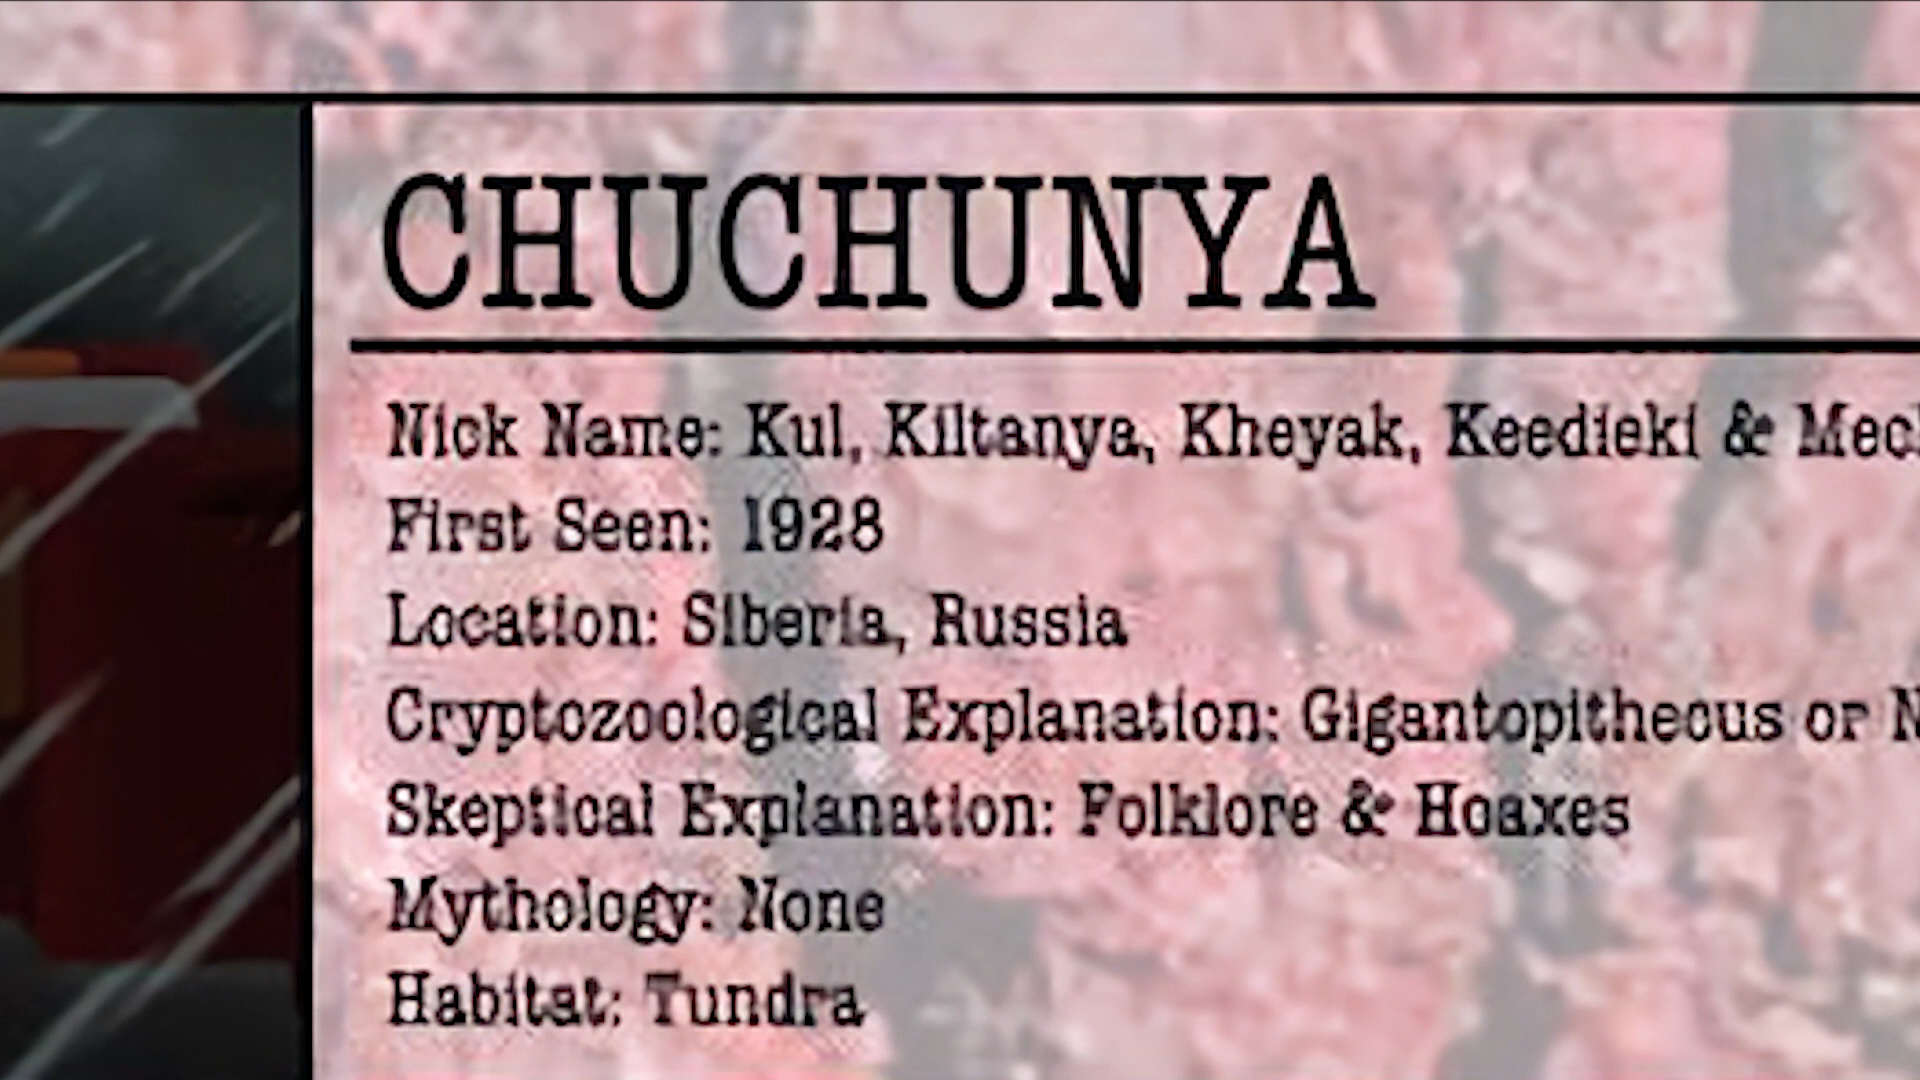 CHUCHUNYA
Nick Name: Kul, Kiltanya, Kheyak, Keedieki &
First Seen: 1928
Location: Siberia, Russia
Cryptozoological Explanation: Gigantopithecus or
Skeptical Explanation: Folklore & Hoaxes
Mythology: None
Habitat: Tundra